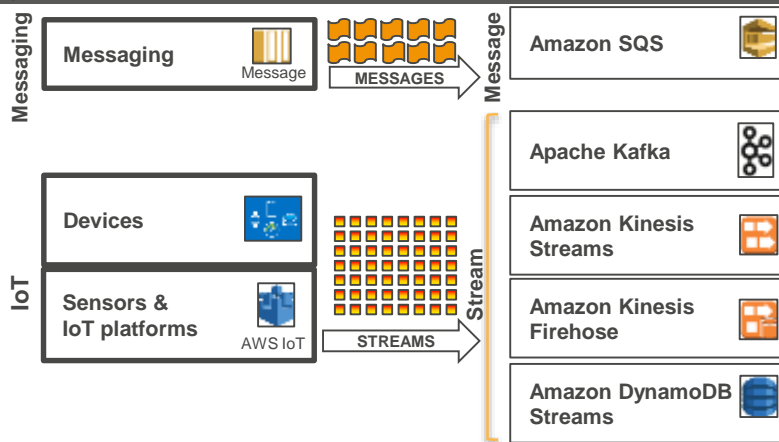 Messaging
Messaging
Message
MESSAGES
Message
Amazon SQS
IoT
Devices
Sensors &
IoT platforms
AWS IoT
STREAMS
Stream
Apache Kafka
Amazon Kinesis
Streams
Amazon Kinesis
Firehose
Amazon DynamoDB
Streams